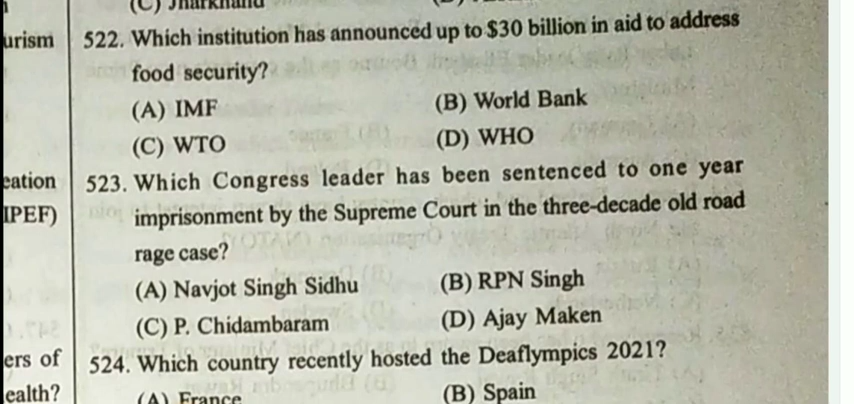 (C) Jharkhand
urism
522. Which institution has announced up to $30 billion in aid to address
food security?
(A) IMF (B) World Bank
(C) WTO (D) WHO
eation
523. Which Congress leader has been sentenced to one year
IPEF)
imprisonment by the Supreme Court in the three-decade old road
rage case?
(A) Navjot Singh Sidhu (B) RPN Singh
(C) P. Chidambaram (D) Ajay Maken
ers of
524. Which country recently hosted the Deaflympics 2021?
ealth?
(A) France (B) Spain